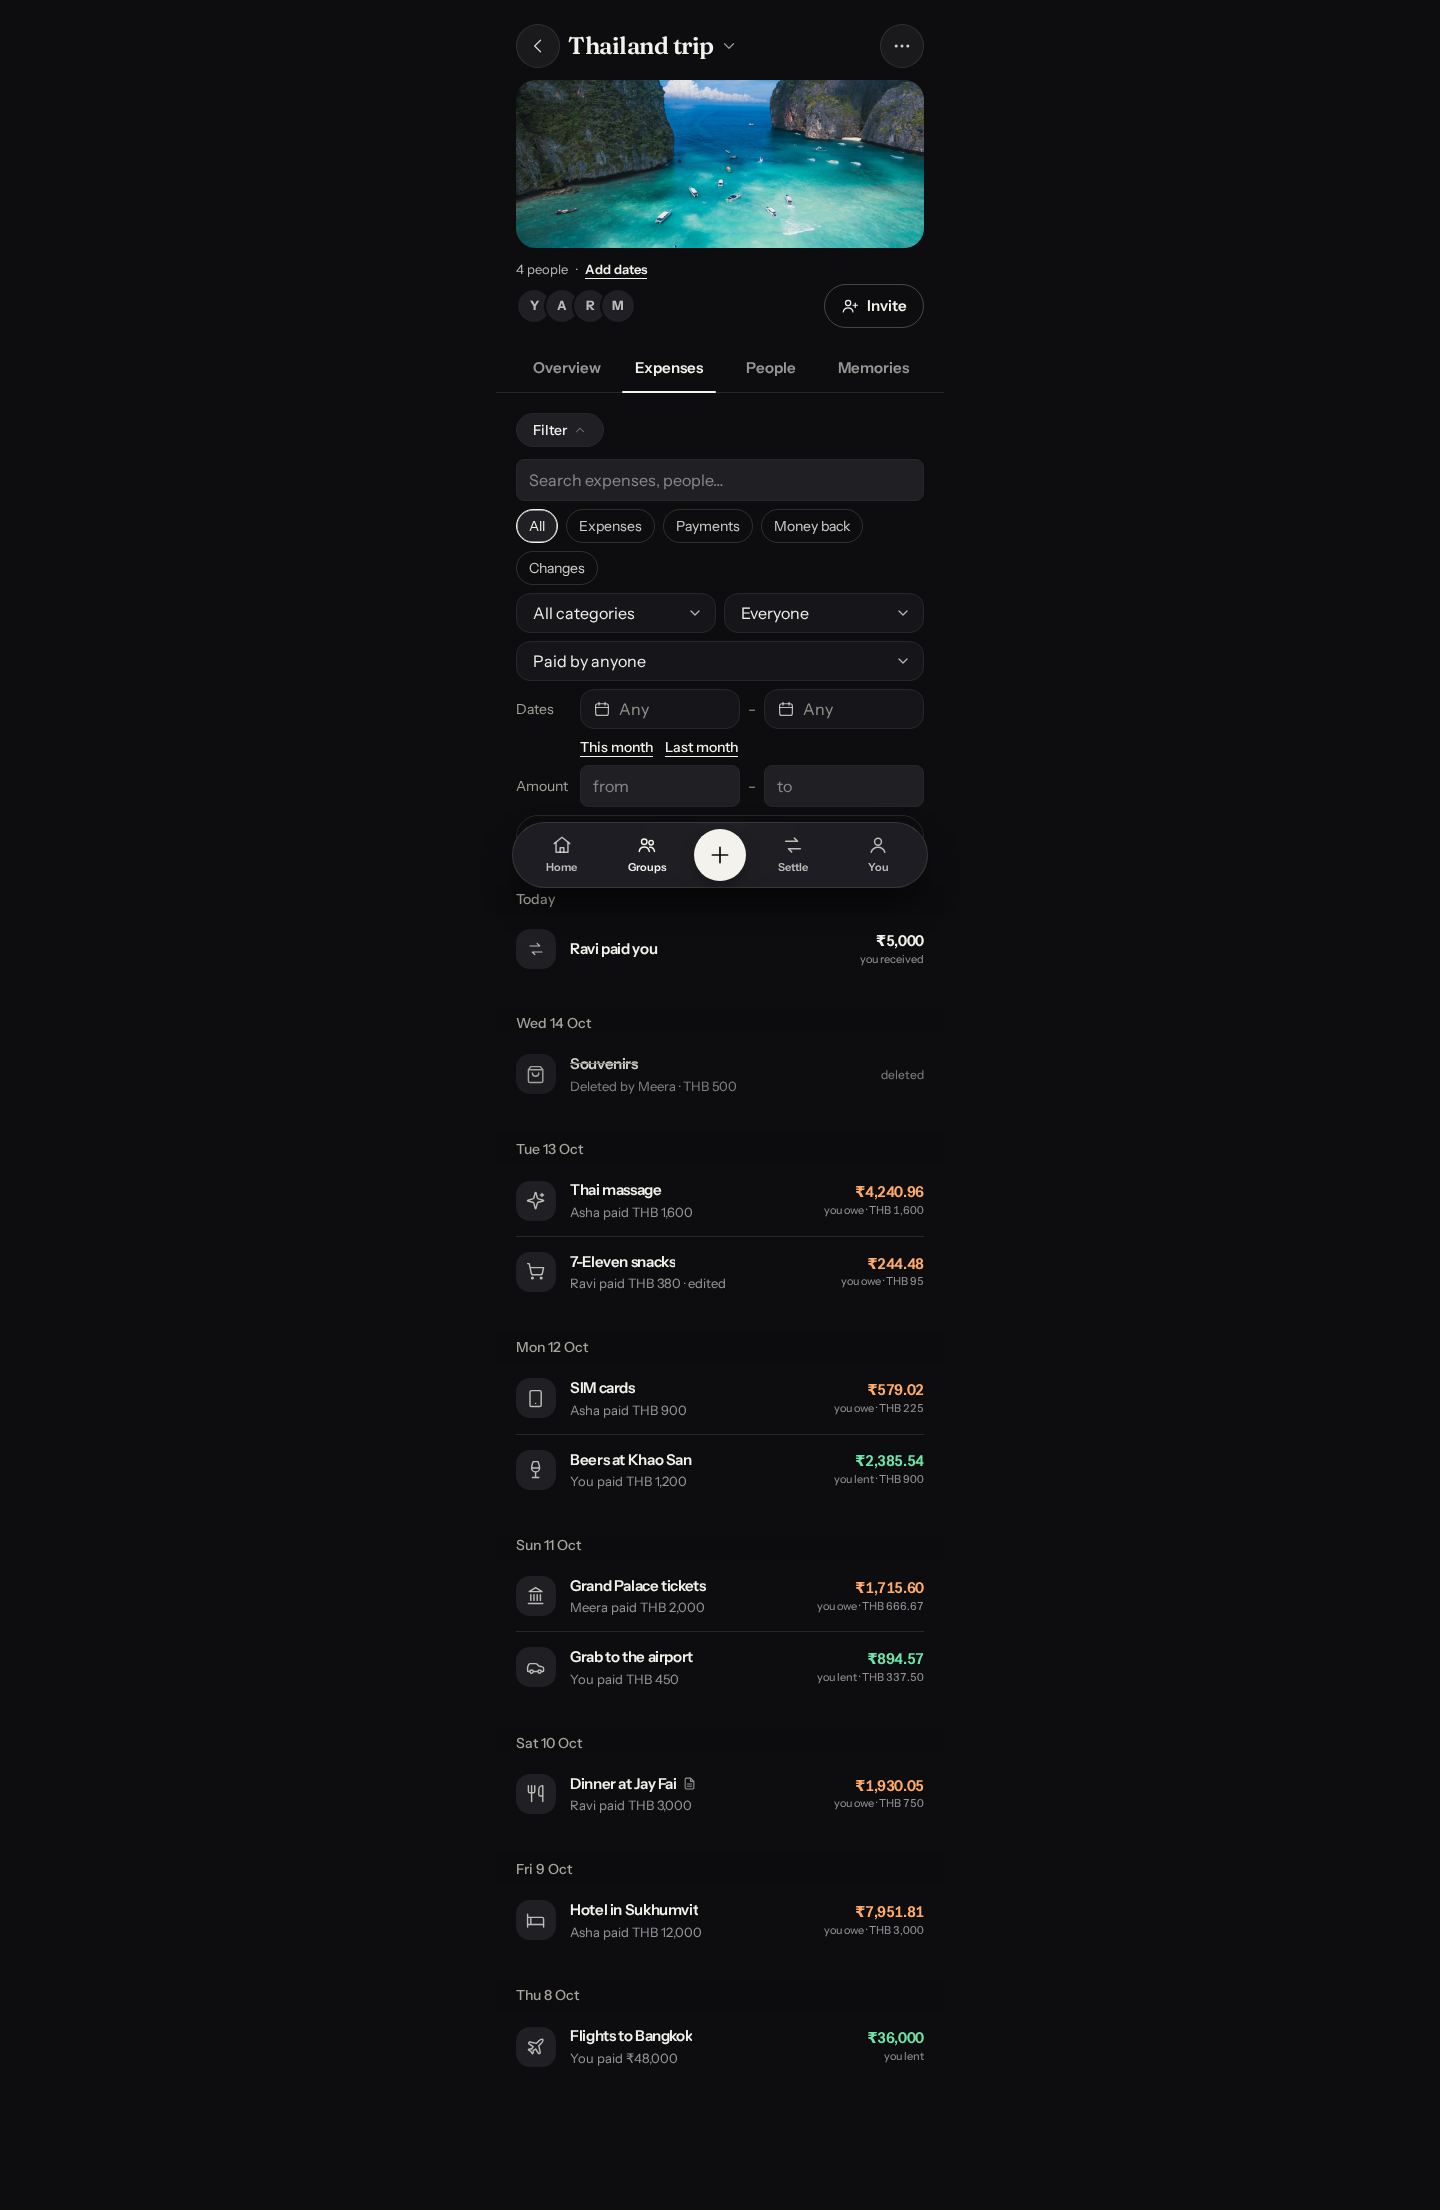 Thailand trip
4 people · Add dates
Y A R M
Invite
Overview Expenses People Memories
Filter
Search expenses, people...
All Expenses Payments Money back
Changes
All categories Everyone
Paid by anyone
Dates Any - Any
This month Last month
Amount from - to
Home Groups Settle You
Today
Ravi paid you ₹5,000
you received
Wed 14 Oct
Souvenirs
Deleted by Meera · THB 500 deleted
Tue 13 Oct
Thai massage ₹4,240.96
Asha paid THB 1,600 you owe · THB 1,600
7-Eleven snacks ₹244.48
Ravi paid THB 380 · edited you owe · THB 95
Mon 12 Oct
SIM cards ₹579.02
Asha paid THB 900 you owe · THB 225
Beers at Khao San ₹2,385.54
You paid THB 1,200 you lent · THB 900
Sun 11 Oct
Grand Palace tickets ₹1,715.60
Meera paid THB 2,000 you owe · THB 666.67
Grab to the airport ₹894.57
You paid THB 450 you lent · THB 337.50
Sat 10 Oct
Dinner at Jay Fai ₹1,930.05
Ravi paid THB 3,000 you owe · THB 750
Fri 9 Oct
Hotel in Sukhumvit ₹7,951.81
Asha paid THB 12,000 you owe · THB 3,000
Thu 8 Oct
Flights to Bangkok ₹36,000
You paid ₹48,000 you lent